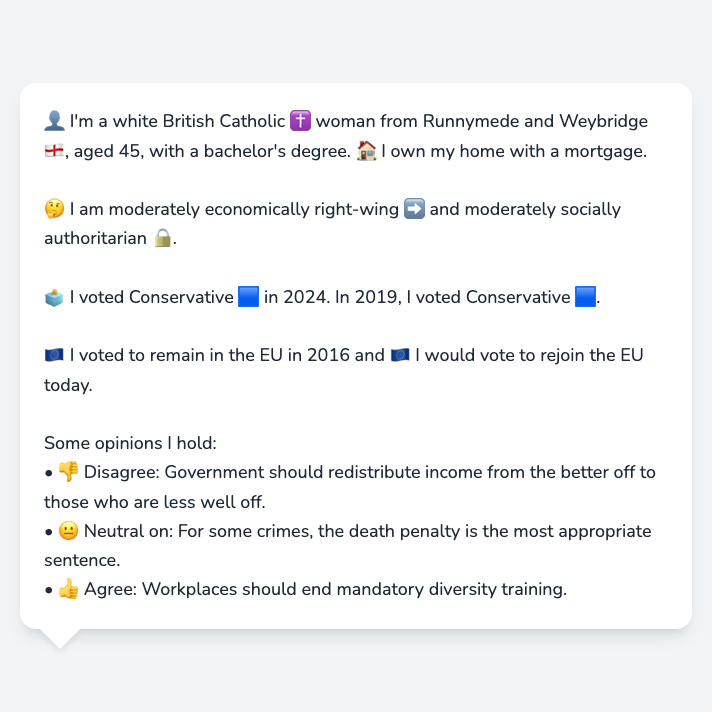 👤 I'm a white British Catholic ✝️ woman from Runnymede and Weybridge
🏴󠁧󠁢󠁥󠁮󠁧󠁿, aged 45, with a bachelor's degree. 🏠 I own my home with a mortgage.
🤔 I am moderately economically right-wing ➡️ and moderately socially
authoritarian 🔒.
🗳️ I voted Conservative 🟦 in 2024. In 2019, I voted Conservative 🟦.
🇪🇺 I voted to remain in the EU in 2016 and 🇪🇺 I would vote to rejoin the EU
today.
Some opinions I hold:
• 👎 Disagree: Government should redistribute income from the better off to
those who are less well off.
• 😐 Neutral on: For some crimes, the death penalty is the most appropriate
sentence.
• 👍 Agree: Workplaces should end mandatory diversity training.